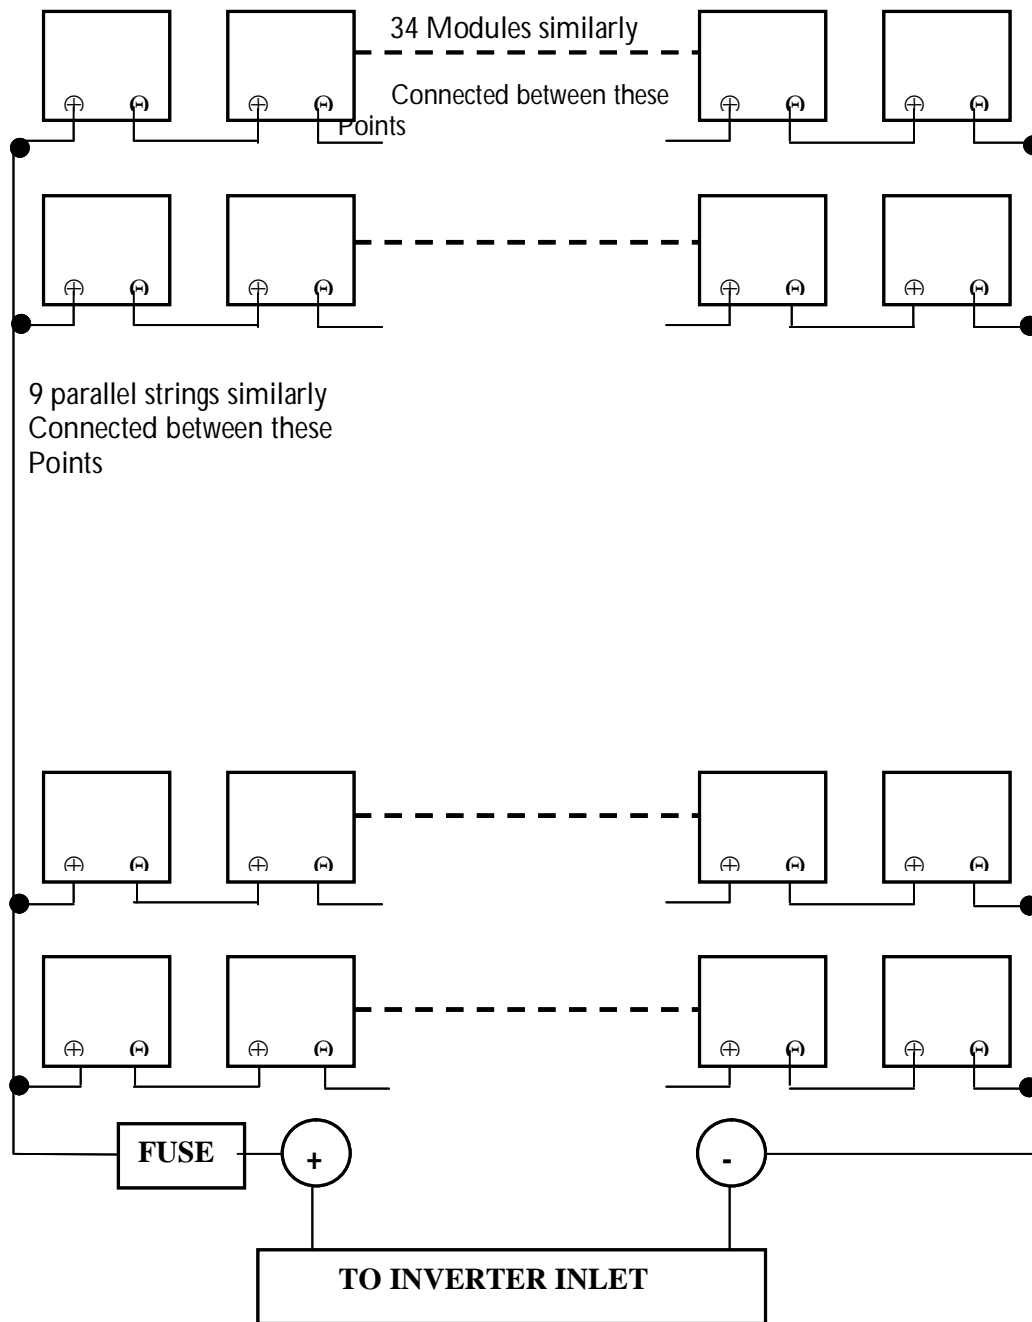 34 Modules similarly
Connected between these
Points
9 parallel strings similarly
Connected between these
Points
FUSE
+
-
TO INVERTER INLET